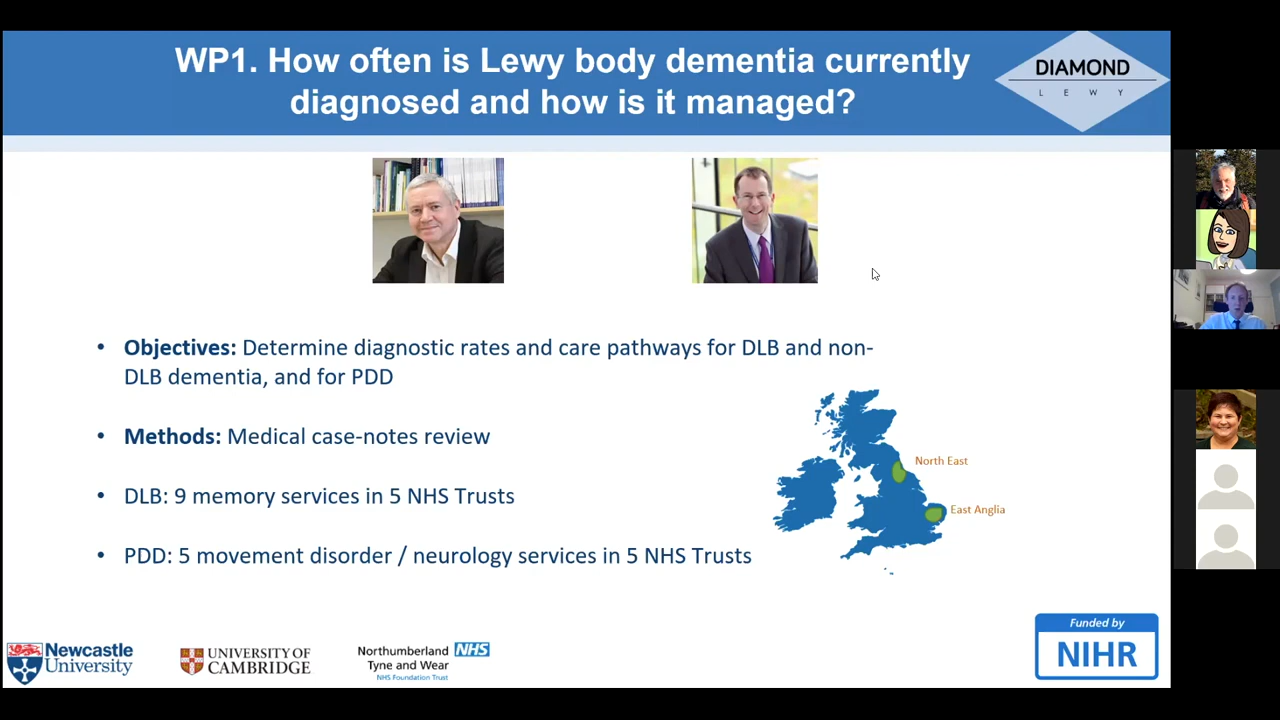 WP1. How often is Lewy body dementia currently
diagnosed and how is it managed?
DIAMOND
L E W Y
• Objectives: Determine diagnostic rates and care pathways for DLB and non-
DLB dementia, and for PDD
• Methods: Medical case-notes review
• DLB: 9 memory services in 5 NHS Trusts
• PDD: 5 movement disorder / neurology services in 5 NHS Trusts
North East
East Anglia
Newcastle
University
UNIVERSITY OF
CAMBRIDGE
Northumberland NHS
Tyne and Wear
NHS Foundation Trust
Funded by
NIHR